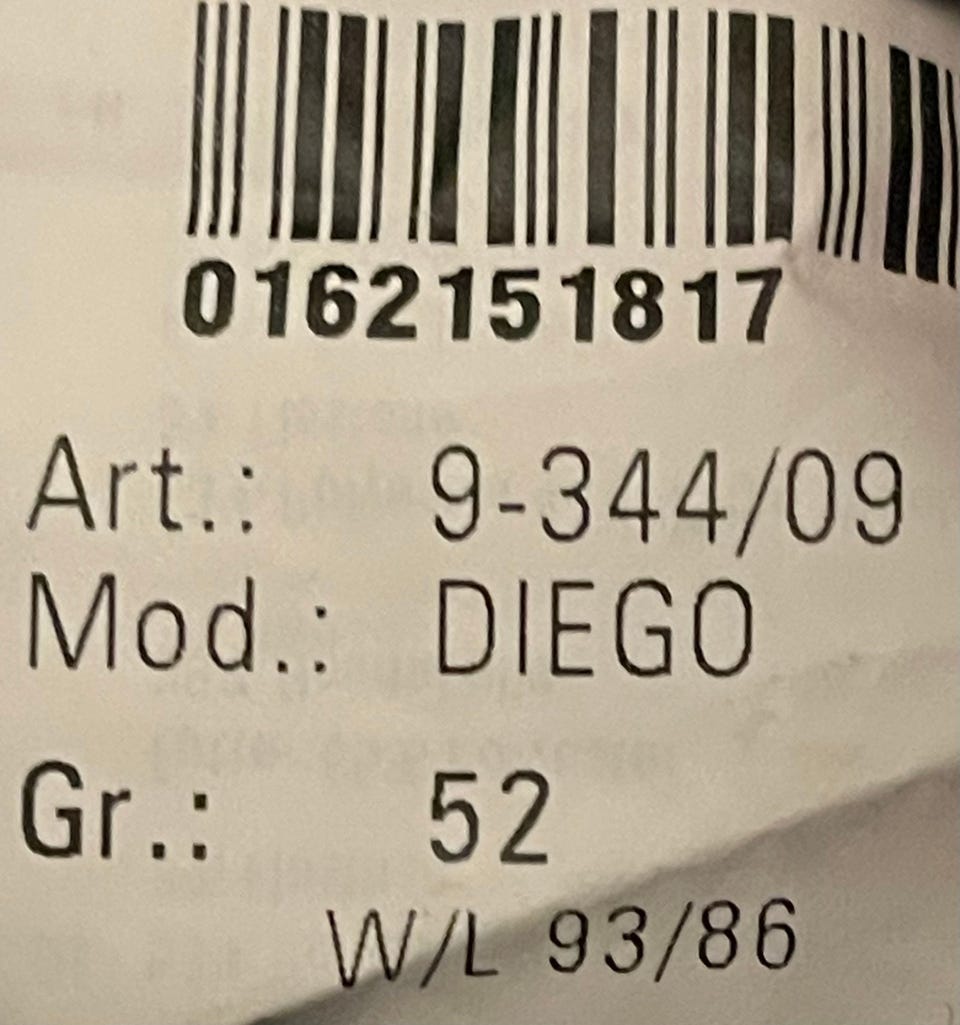 0162151817
Art.: 9-344/09
Mod.: DIEGO
Gr.: 52
W/L 93/86